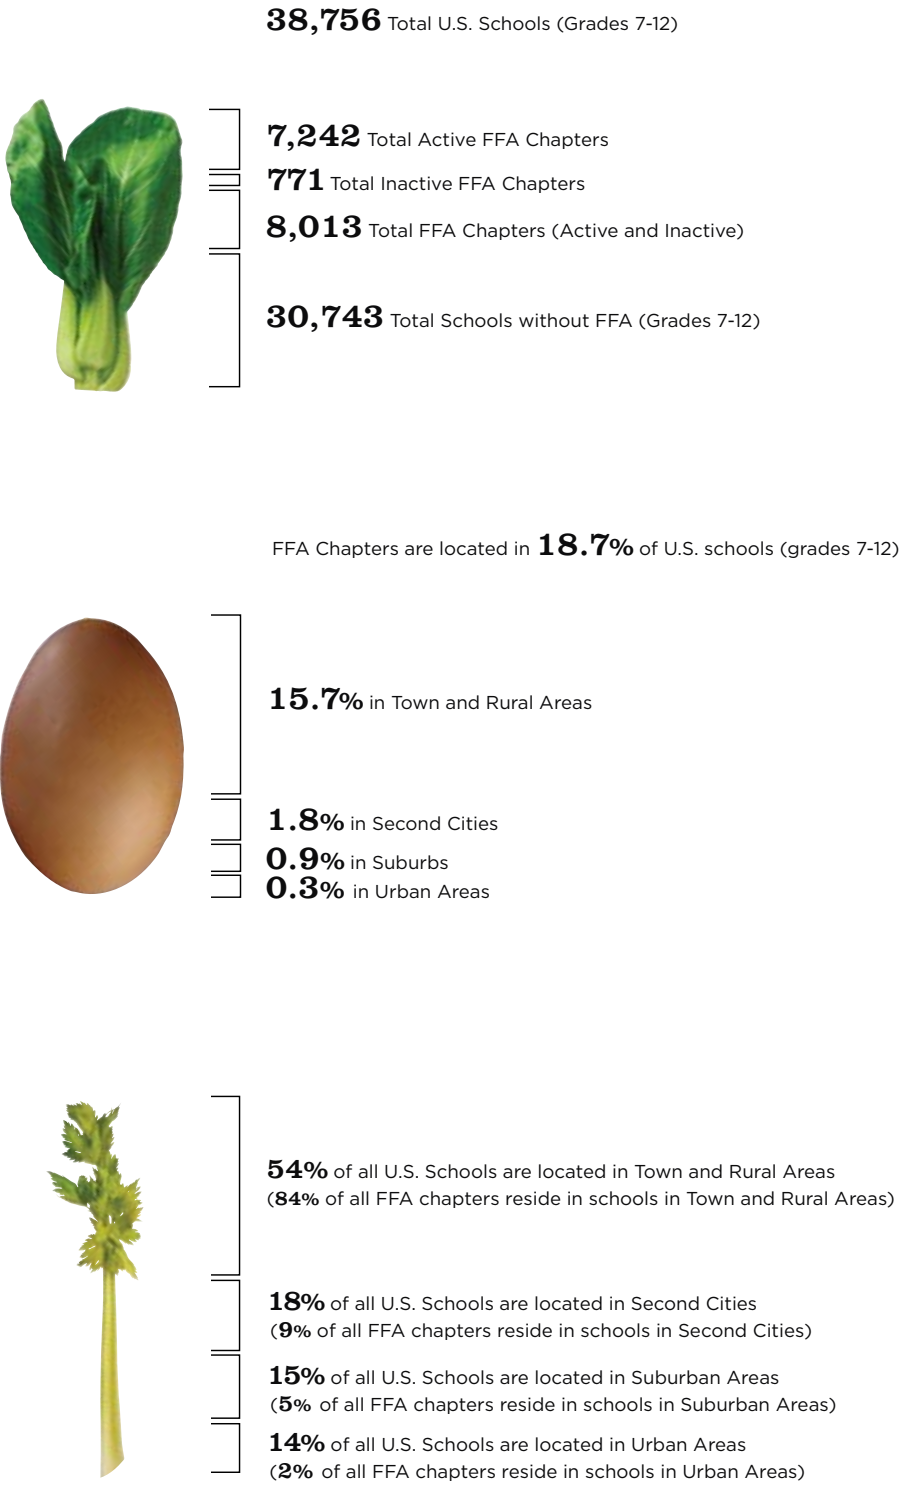 38,756 Total U.S. Schools (Grades 7-12)
7,242 Total Active FFA Chapters
771 Total Inactive FFA Chapters
8,013 Total FFA Chapters (Active and Inactive)
30,743 Total Schools without FFA (Grades 7-12)
FFA Chapters are located in 18.7% of U.S. schools (grades 7-12)
15.7% in Town and Rural Areas
1.8% in Second Cities
0.9% in Suburbs
0.3% in Urban Areas
54% of all U.S. Schools are located in Town and Rural Areas
(84% of all FFA chapters reside in schools in Town and Rural Areas)
18% of all U.S. Schools are located in Second Cities
(9% of all FFA chapters reside in schools in Second Cities)
15% of all U.S. Schools are located in Suburban Areas
(5% of all FFA chapters reside in schools in Suburban Areas)
14% of all U.S. Schools are located in Urban Areas
(2% of all FFA chapters reside in schools in Urban Areas)